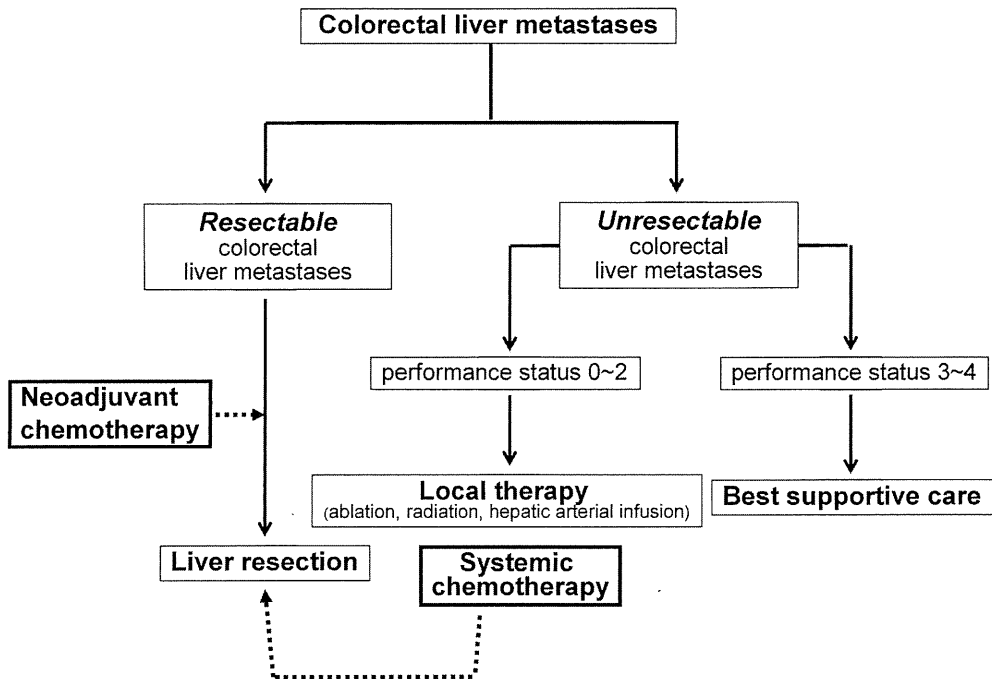 Colorectal liver metastases
Resectable
colorectal
liver metastases
Unresectable
colorectal
liver metastases
performance status 0~2
performance status 3~4
Neoadjuvant
chemotherapy
Local therapy
(ablation, radiation, hepatic arterial infusion)
Best supportive care
Liver resection
Systemic
chemotherapy